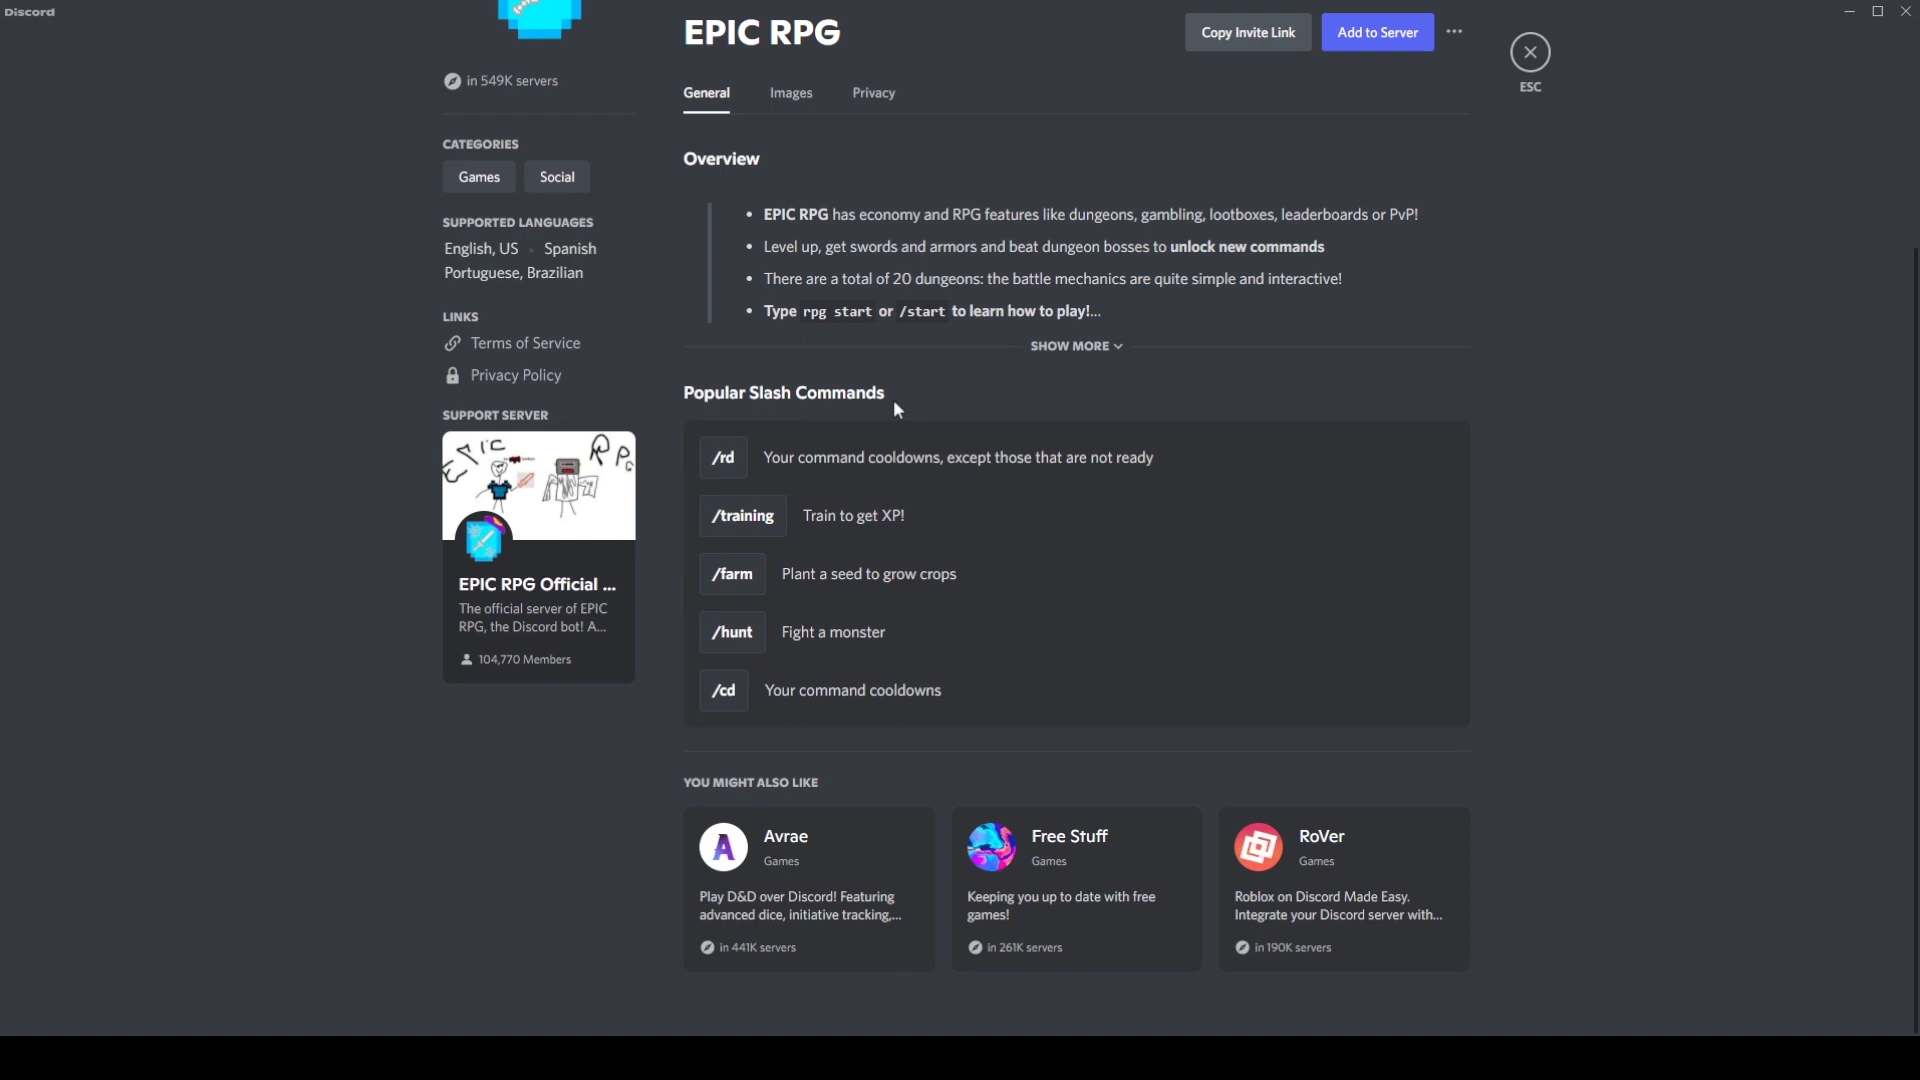 Discord
EPIC RPG
Copy Invite Link
Add to Server
ESC
in 549K servers
General
Images
Privacy
CATEGORIES
Games
Social
SUPPORTED LANGUAGES
English, US
Spanish
Portuguese, Brazilian
LINKS
Terms of Service
Privacy Policy
SUPPORT SERVER
EPIC RPG
EPIC RPG Official ...
The official server of EPIC
RPG, the Discord bot! A...
104,770 Members
Overview
• EPIC RPG has economy and RPG features like dungeons, gambling, lootboxes, leaderboards or PvP!
• Level up, get swords and armors and beat dungeon bosses to unlock new commands
• There are a total of 20 dungeons: the battle mechanics are quite simple and interactive!
• Type rpg start or /start to learn how to play!...
SHOW MORE
Popular Slash Commands
/rd Your command cooldowns, except those that are not ready
/training Train to get XP!
/farm Plant a seed to grow crops
/hunt Fight a monster
/cd Your command cooldowns
YOU MIGHT ALSO LIKE
A
Avrae
Games
Play D&D over Discord! Featuring
advanced dice, initiative tracking,...
in 441K servers
Free Stuff
Games
Keeping you up to date with free
games!
in 261K servers
RoVer
Games
Roblox on Discord Made Easy.
Integrate your Discord server with...
in 190K servers